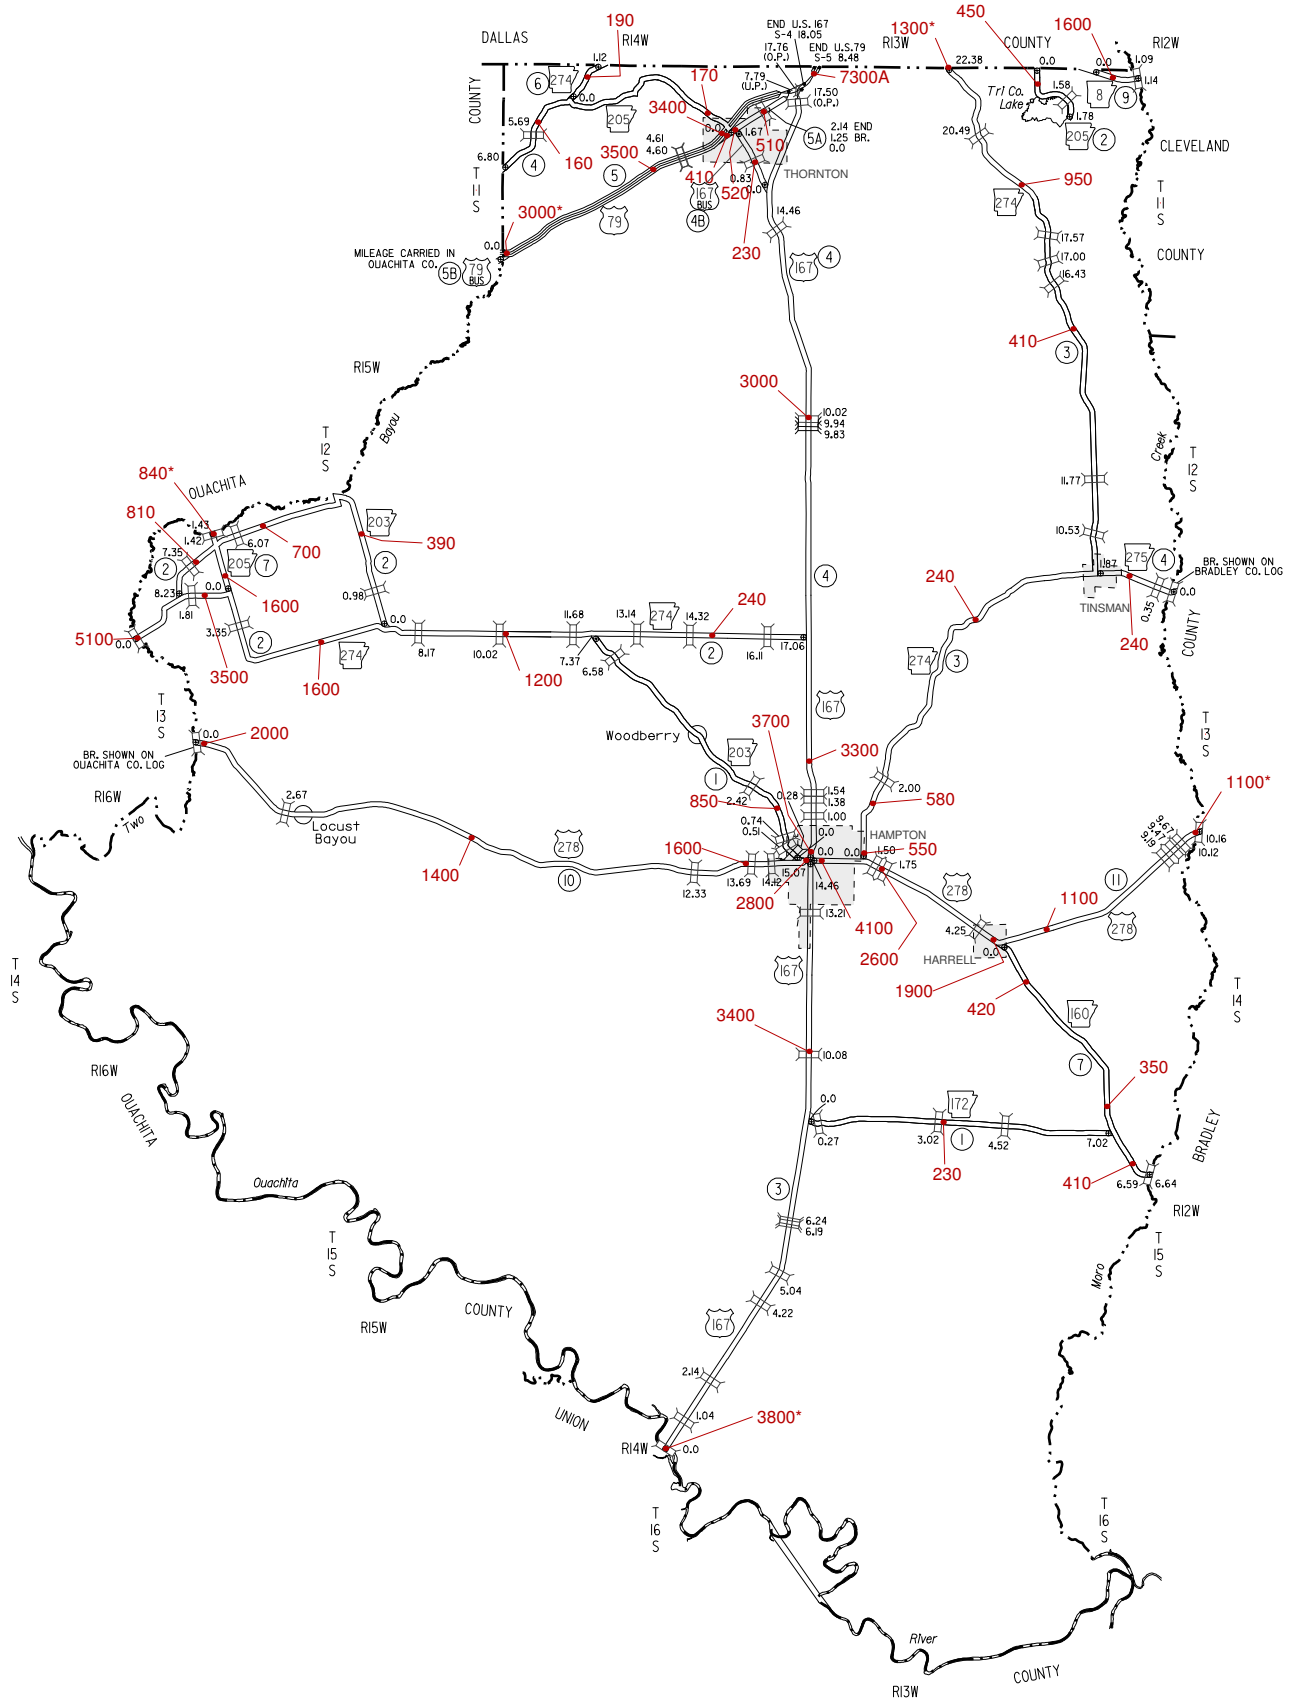 190
DALLAS
R14W
END U.S. 167
S-4 18.05
END U.S.79
S-5 8.48
R13W
1300*
450
COUNTY
1600
R12W
1.12
6
274
0.0
17.76
(O.P.)
7.79
(U.P.)
7300A
17.50
(O.P.)
22.38
0.0
0.0
1.09
1.14
8
9
COUNTY
170
3400
205
5.69
160
4
6.80
4.61
4.60
3500
5
0.0
1.67
510
5A
2.14 END
1.25 BR.
0.0
THORNTON
410
167
BUS
4B
520
0.83
0.0
230
Tri Co.
Lake
1.58
1.78
205
2
CLEVELAND
20.49
950
274
T
11
S
T
11
S
COUNTY
79
3000*
0.0
MILEAGE CARRIED IN
OUACHITA CO.
5B
79
BUS
14.46
167
4
17.57
17.00
16.43
410
3
R15W
Bayou
3000
10.02
9.94
9.83
T
12
S
Creek
T
12
S
840*
OUACHITA
810
1.43
1.42
6.07
700
7.35
2
205
7
203
390
2
11.77
10.53
1.87
275
4
BR. SHOWN ON
BRADLEY CO. LOG
0.0
0.35
TINSMAN
240
COUNTY
8.23
1.81
0.0
1600
0.98
5100
0.0
3500
3.35
2
1600
274
0.0
8.17
10.02
1200
11.68
13.14
274
14.32
240
2
16.11
17.06
7.37
6.58
4
240
274
3
T
13
S
2000
0.0
BR. SHOWN ON
OUACHITA CO. LOG
R16W
Two
2.67
Locust
Bayou
1400
278
10
Woodberry
203
1
2.42
3700
167
3300
850
0.28
1.54
1.38
1.00
0.74
0.51
0.0
0.0
0.0
2.00
580
HAMPTON
550
1.50
1.75
T
13
S
1100*
9.67
9.47
9.19
10.16
10.12
11
278
1600
12.33
13.69
14.12
15.07
14.46
2800
13.21
4100
2600
278
4.25
1100
HARRELL
0.0
1900
420
T
14
S
T
14
S
167
3400
10.08
160
7
350
R16W
OUACHITA
0.0
0.27
172
1
3.02
230
4.52
7.02
410
6.59
6.64
BRADLEY
R12W
Ouachita
3
6.24
6.19
5.04
4.22
T
15
S
T
15
S
Moro
COUNTY
R15W
167
2.14
1.04
3800*
0.0
UNION
R14W
T
16
S
T
16
S
River
COUNTY
R13W